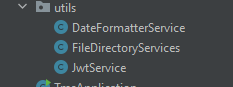 utils
DateFormatterService
FileDirectoryServices
JwtService